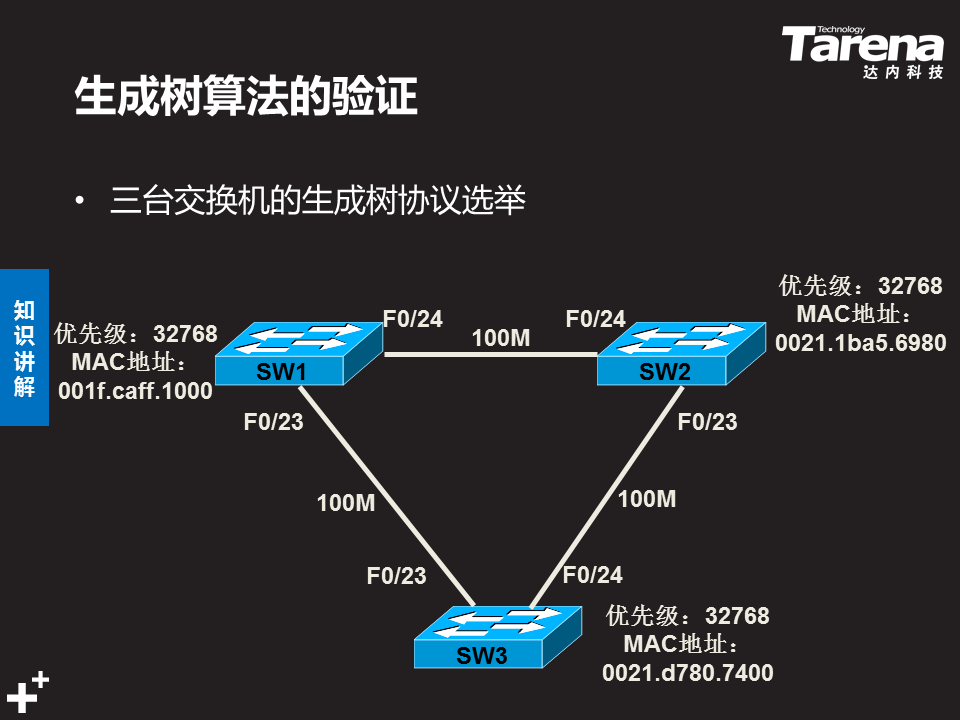 Technology
Tarena
达内科技
生成树算法的验证
• 三台交换机的生成树协议选举
知
识
讲
解
优先级：32768
MAC地址：
001f.caff.1000
F0/24
100M
F0/24
优先级：32768
MAC地址：
0021.1ba5.6980
SW1
SW2
F0/23
F0/23
100M
100M
F0/23
F0/24
SW3
优先级：32768
MAC地址：
0021.d780.7400